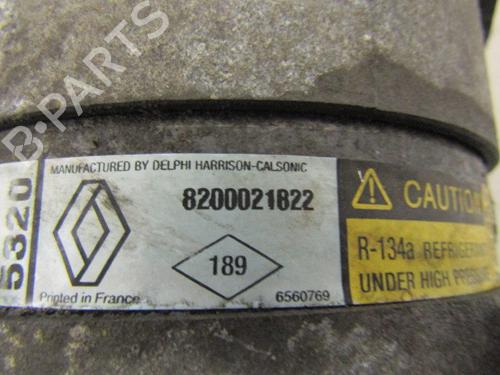 B-PARTS
5320
MANUFACTURED BY DELPHI HARRISON-CALSONIC
8200021822
189
Printed in France
6560769
CAUTION
R-134a REFRIGERANT
UNDER HIGH PRESSURE